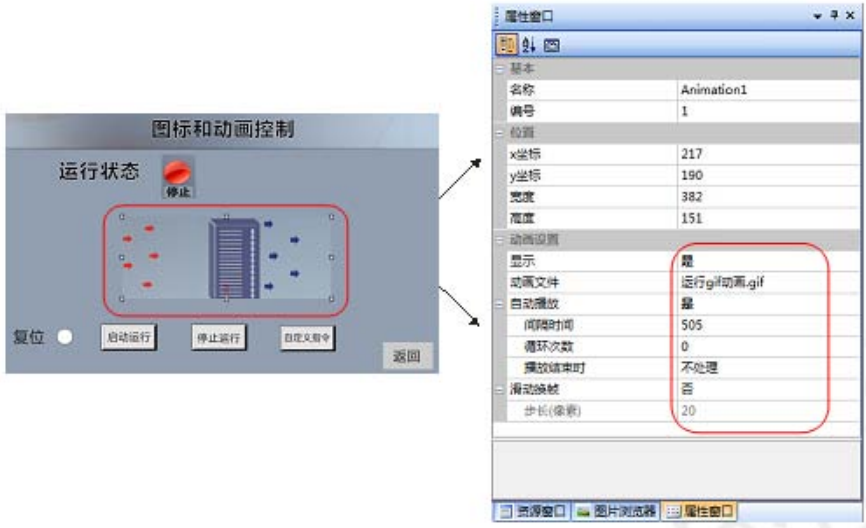 图标和动画控制
运行状态
停止
复位
启动运行
停止运行
自定义指令
返回
属性窗口
基本
名称 Animation1
编号 1
位置
x坐标 217
y坐标 190
宽度 382
高度 151
动画设置
显示 是
动画文件 运行gif动画.gif
自动播放 是
间隔时间 505
循环次数 0
播放结束时 不处理
滑动换帧 否
步长(像素) 20
资源窗口 图片浏览器 属性窗口